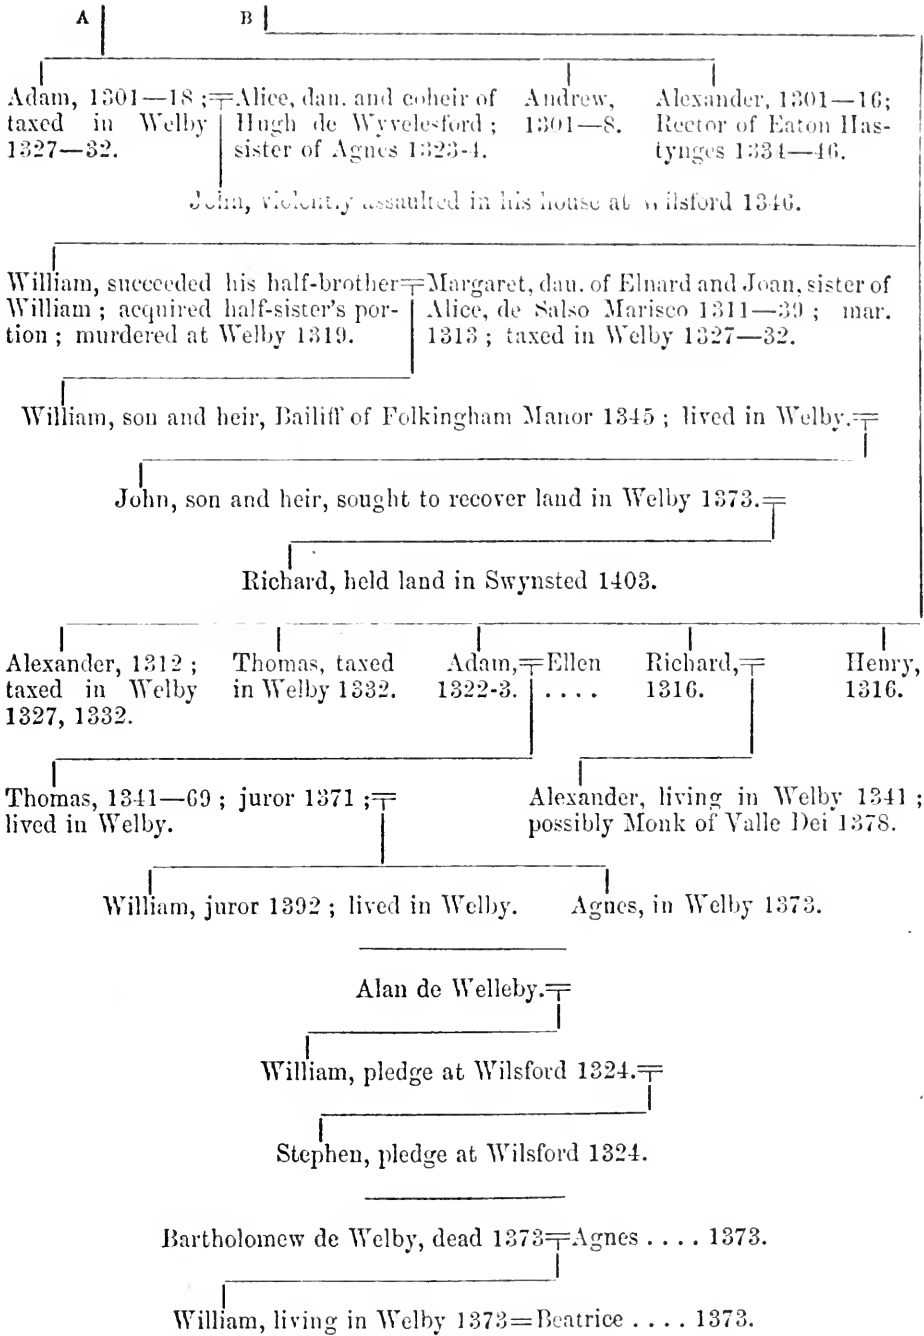 A B
Adam, 1301—18 ;
taxed in Welby
1327—32.
Alice, dau. and coheir of
Hugh de Wyvelesford ;
sister of Agnes 1323-4.
Andrew,
1301—8.
Alexander, 1301—16;
Rector of Eaton Has-
tynges 1334—46.
John, violently assaulted in his house at Wilsford 1346.
William, succeeded his half-brother
William ; acquired half-sister's por-
tion ; murdered at Welby 1319.
Margaret, dau. of Elnard and Joan, sister of
Alice, de Salso Marisco 1311—39 ; mar.
1313 ; taxed in Welby 1327—32.
William, son and heir, Bailiff of Folkingham Manor 1345 ; lived in Welby.=
John, son and heir, sought to recover land in Welby 1373.=
Richard, held land in Swynsted 1403.
Alexander, 1312 ;
taxed in Welby
1327, 1332.
Thomas, taxed
in Welby 1332.
Adam,=Ellen
1322-3. ....
Richard,=
1316.
Henry,
1316.
Thomas, 1341—69 ; juror 1371 ;=
lived in Welby.
Alexander, living in Welby 1341 ;
possibly Monk of Valle Dei 1378.
William, juror 1392 ; lived in Welby.
Agnes, in Welby 1373.
Alan de Welleby.=
William, pledge at Wilsford 1324.=
Stephen, pledge at Wilsford 1324.
Bartholomew de Welby, dead 1373=Agnes .... 1373.
William, living in Welby 1373=Beatrice .... 1373.